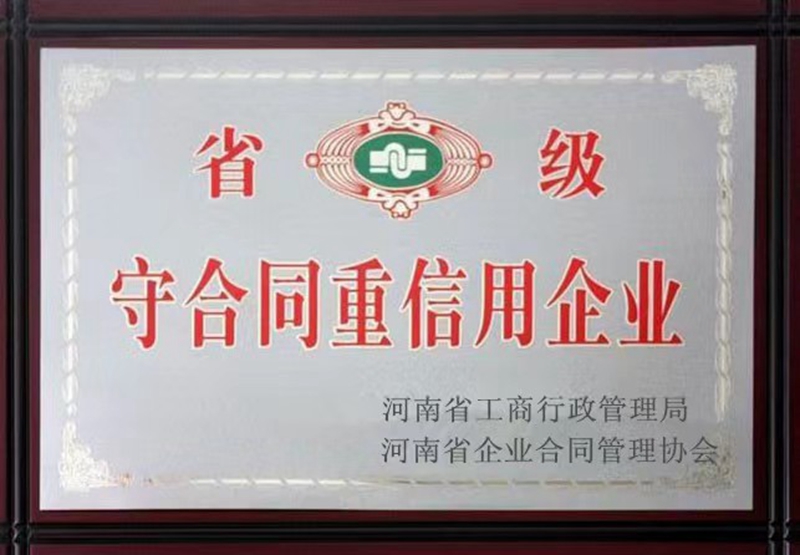 省 级
守合同重信用企业
河南省工商行政管理局
河南省企业合同管理协会